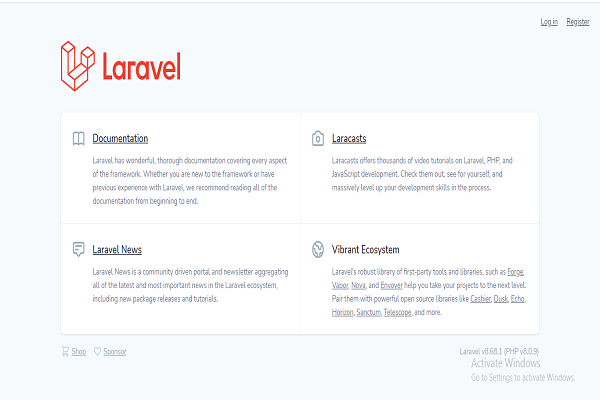 Log in Register
Laravel
Documentation
Laravel has wonderful, thorough documentation covering every aspect
of the framework. Whether you are new to the framework or have
previous experience with Laravel, we recommend reading all of the
documentation from beginning to end.
Laracasts
Laracasts offers thousands of video tutorials on Laravel, PHP, and
JavaScript development. Check them out, see for yourself, and
massively level up your development skills in the process.
Laravel News
Laravel News is a community driven portal and newsletter aggregating
all of the latest and most important news in the Laravel ecosystem,
including new package releases and tutorials.
Vibrant Ecosystem
Laravel's robust library of first-party tools and libraries, such as Forge,
Vapor, Nova, and Envoyer help you take your projects to the next level.
Pair them with powerful open source libraries like Cashier, Dusk, Echo,
Horizon, Sanctum, Telescope, and more.
Shop Sponsor
Laravel v8.68.1 (PHP v8.0.9)
Activate Windows
Go to Settings to activate Windows.